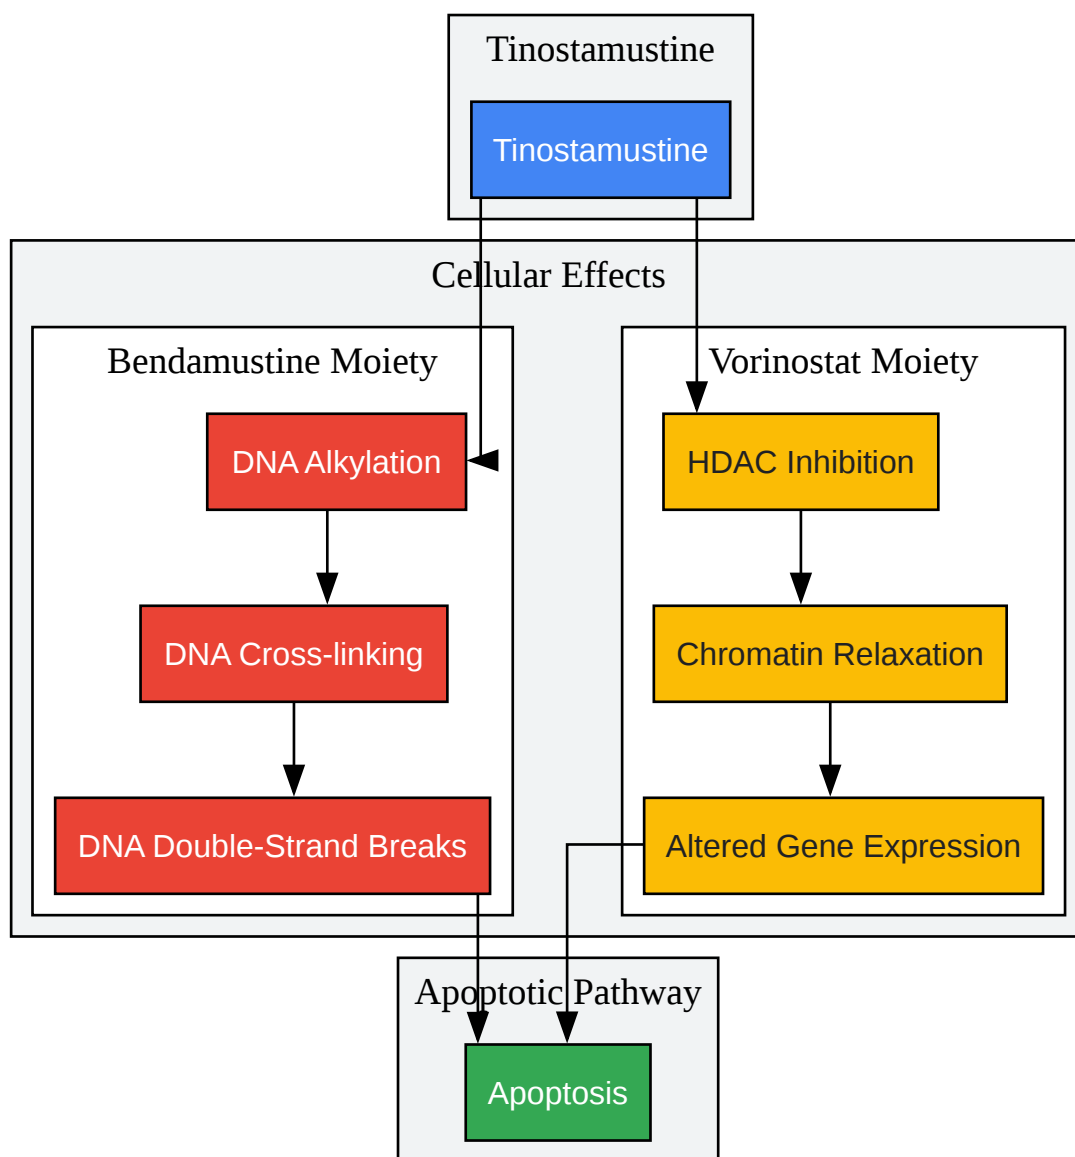 Tinostamustine
Tinostamustine
Cellular Effects
Bendamustine Moiety
DNA Alkylation
DNA Cross-linking
DNA Double-Strand Breaks
Vorinostat Moiety
HDAC Inhibition
Chromatin Relaxation
Altered Gene Expression
Apoptotic Pathway
Apoptosis